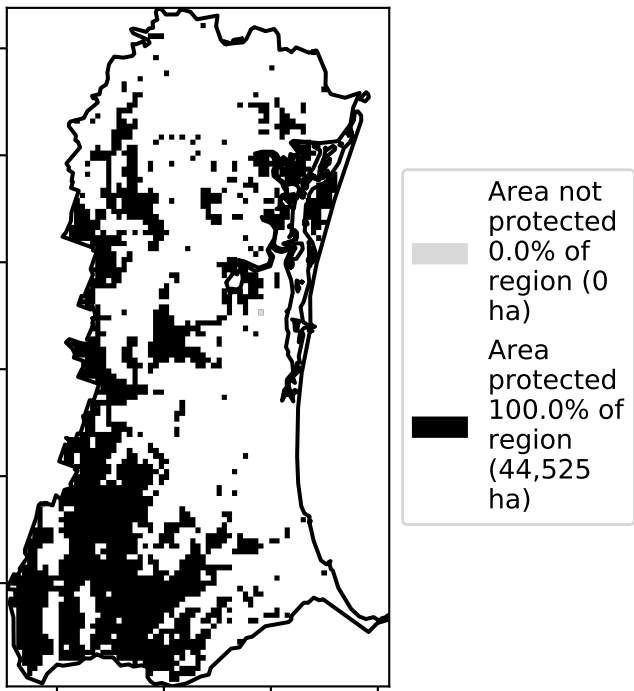 Area not
protected
0.0% of
region (0
ha)
Area
protected
100.0% of
region
(44,525
ha)